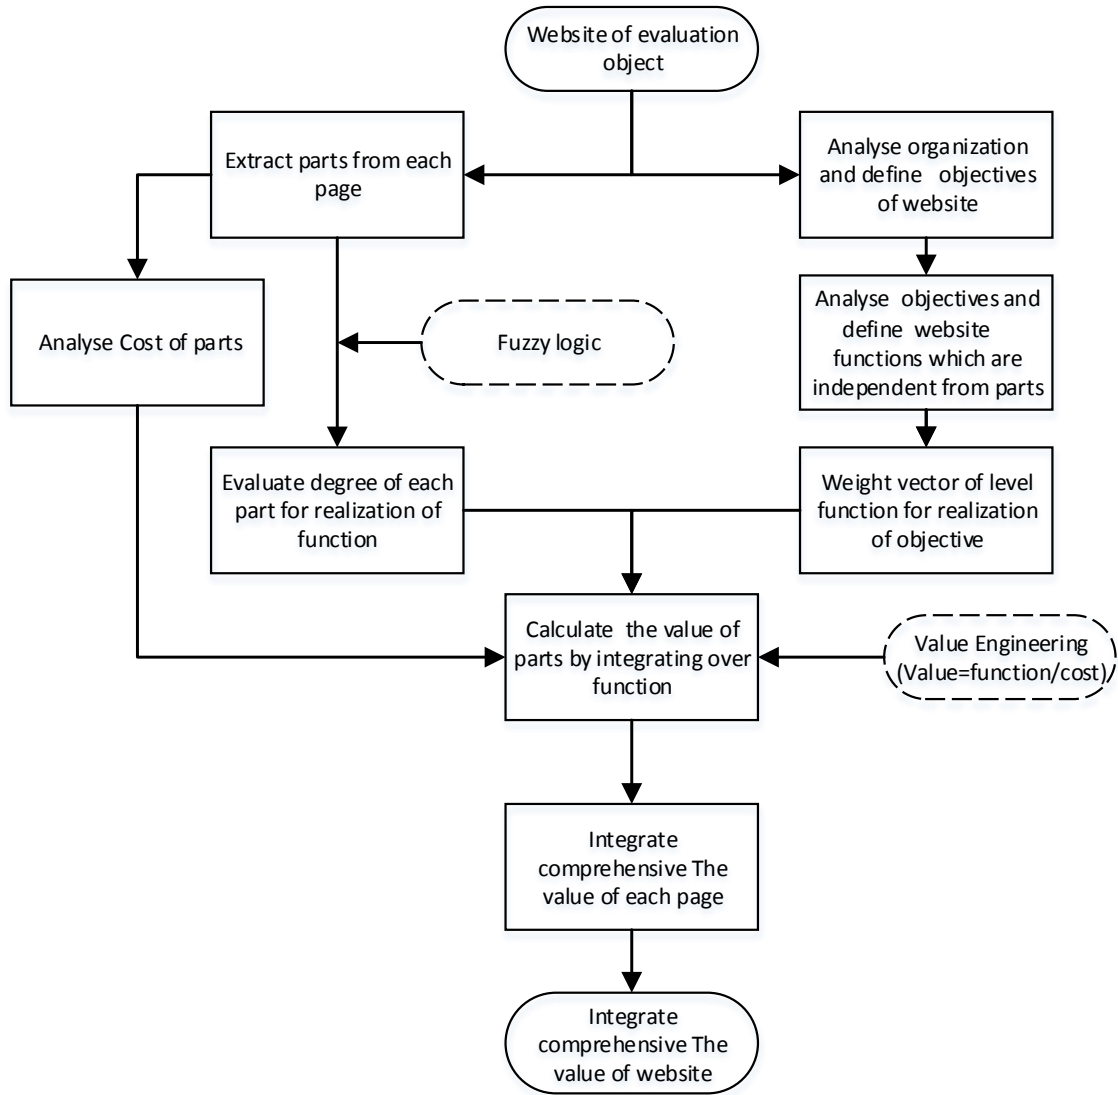 Website of evaluation
object
Extract parts from each
page
Analyse organization
and define objectives
of website
Analyse Cost of parts
Fuzzy logic
Analyse objectives and
define website
functions which are
independent from parts
Evaluate degree of each
part for realization of
function
Weight vector of level
function for realization
of objective
Calculate the value of
parts by integrating over
function
Value Engineering
(Value=function/cost)
Integrate
comprehensive The
value of each page
Integrate
comprehensive The
value of website